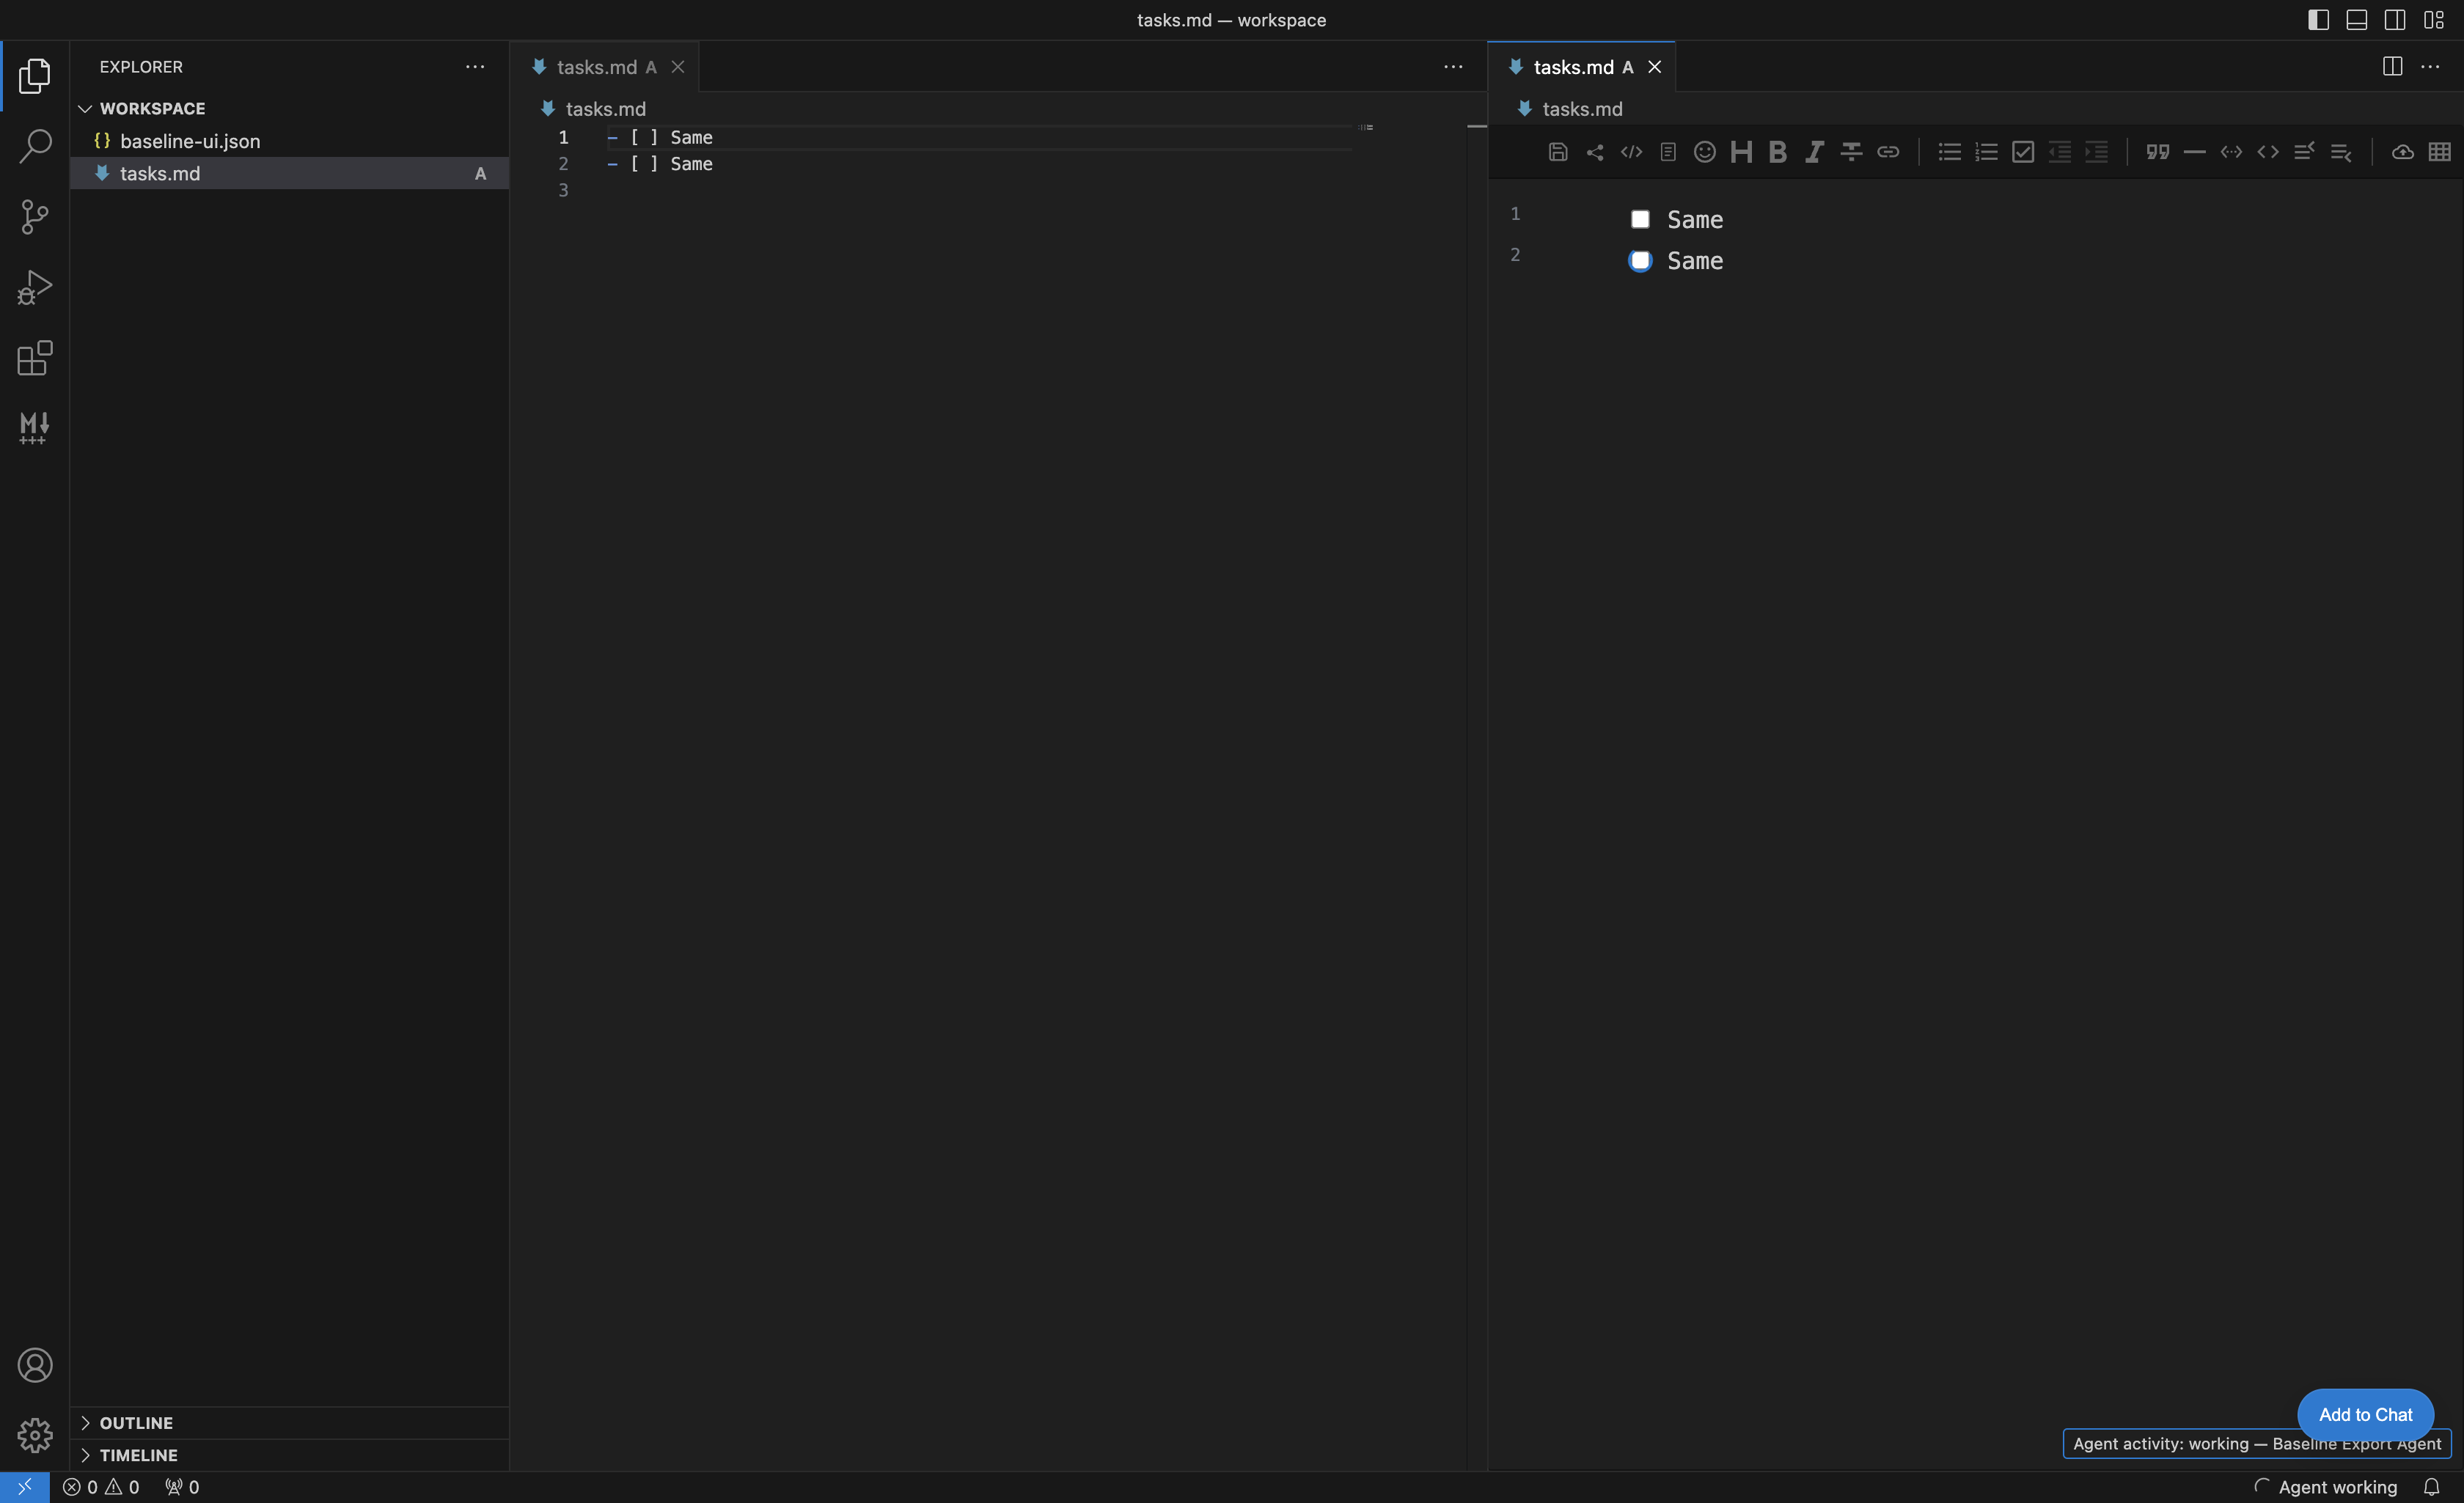 tasks.md — workspace
EXPLORER
WORKSPACE
{} baseline-ui.json
tasks.md A
OUTLINE
TIMELINE
tasks.md A
tasks.md
1 - [ ] Same
2 - [ ] Same
3
tasks.md A
tasks.md
1 Same
2 Same
Add to Chat
Agent activity: working — Baseline Export Agent
0 0 0
Agent working